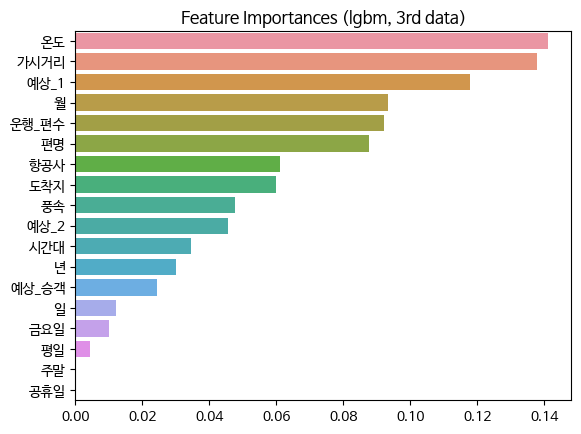 Feature Importances (lgbm, 3rd data)
온도
가시거리
예상_1
월
운행_편수
편명
항공사
도착지
풍속
예상_2
시간대
년
예상_승객
일
금요일
평일
주말
공휴일
0.00 0.02 0.04 0.06 0.08 0.10 0.12 0.14